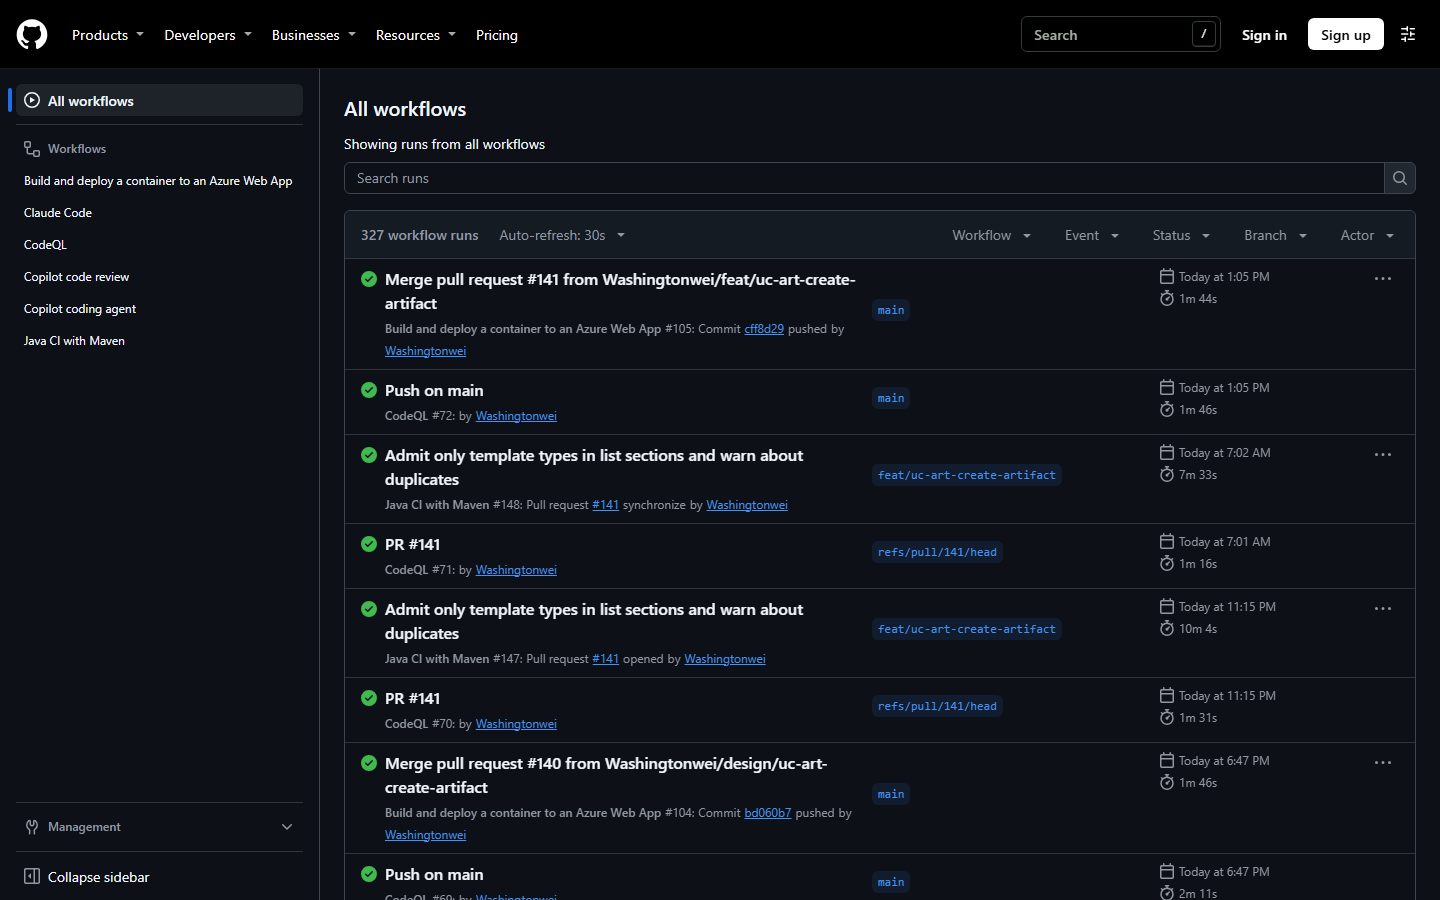 Products
Developers
Businesses
Resources
Pricing
Search
/
Sign in
Sign up
All workflows
Workflows
Build and deploy a container to an Azure Web App
Claude Code
CodeQL
Copilot code review
Copilot coding agent
Java CI with Maven
Management
Collapse sidebar
All workflows
Showing runs from all workflows
Search runs
327 workflow runs
Auto-refresh: 30s
Workflow
Event
Status
Branch
Actor
Merge pull request #141 from Washingtonwei/feat/uc-art-create-
artifact
Build and deploy a container to an Azure Web App #105: Commit cff8d29 pushed by
Washingtonwei
main
Today at 1:05 PM
1m 44s
Push on main
CodeQL #72: by Washingtonwei
main
Today at 1:05 PM
1m 46s
Admit only template types in list sections and warn about
duplicates
Java CI with Maven #148: Pull request #141 synchronize by Washingtonwei
feat/uc-art-create-artifact
Today at 7:02 AM
7m 33s
PR #141
CodeQL #71: by Washingtonwei
refs/pull/141/head
Today at 7:01 AM
1m 16s
Admit only template types in list sections and warn about
duplicates
Java CI with Maven #147: Pull request #141 opened by Washingtonwei
feat/uc-art-create-artifact
Today at 11:15 PM
10m 4s
PR #141
CodeQL #70: by Washingtonwei
refs/pull/141/head
Today at 11:15 PM
1m 31s
Merge pull request #140 from Washingtonwei/design/uc-art-
create-artifact
Build and deploy a container to an Azure Web App #104: Commit bd060b7 pushed by
Washingtonwei
main
Today at 6:47 PM
1m 46s
Push on main
CodeQL #69: by Washingtonwei
main
Today at 6:47 PM
2m 11s